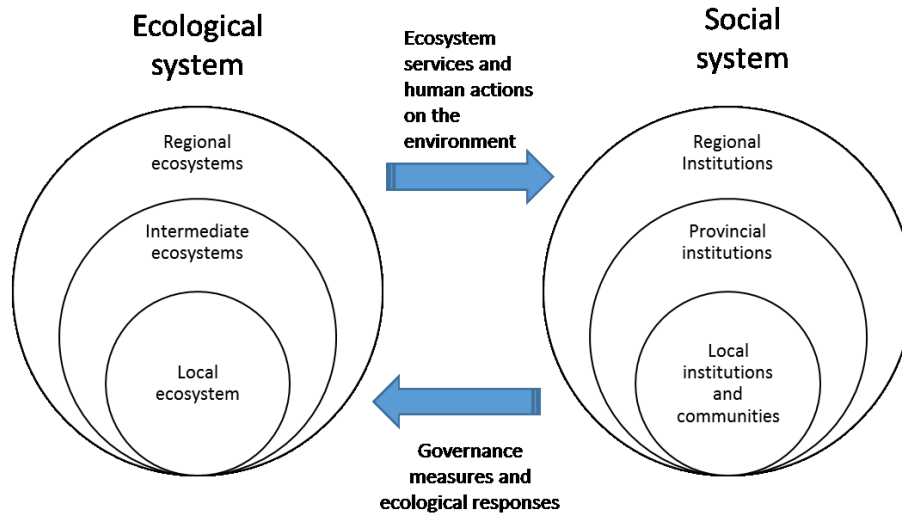 Ecological
system
Ecosystem
services and
human actions
on the
environment
Social
system
Regional
ecosystems
Intermediate
ecosystems
Local
ecosystem
Regional
Institutions
Provincial
institutions
Local
institutions
and
communities
Governance
measures and
ecological responses